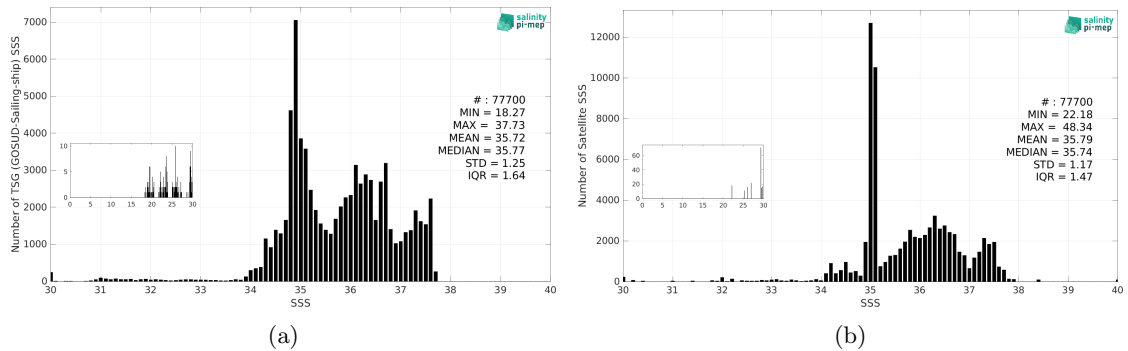 Number of TSG (GOSUD-Sailing-ship) SSS
7000
6000
5000
4000
3000
2000
1000
0
30 31 32 33 34 35 36 37 38 39 40
SSS
salinity
pi-mep
# : 77700
MIN = 18.27
MAX = 37.73
MEAN = 35.72
MEDIAN = 35.77
STD = 1.25
IQR = 1.64
10
5
0
0 5 10 15 20 25 30
(a)
Number of Satellite SSS
12000
10000
8000
6000
4000
2000
0
30 31 32 33 34 35 36 37 38 39 40
SSS
salinity
pi-mep
# : 77700
MIN = 22.18
MAX = 48.34
MEAN = 35.79
MEDIAN = 35.74
STD = 1.17
IQR = 1.47
60
40
20
0
0 5 10 15 20 25 30
(b)